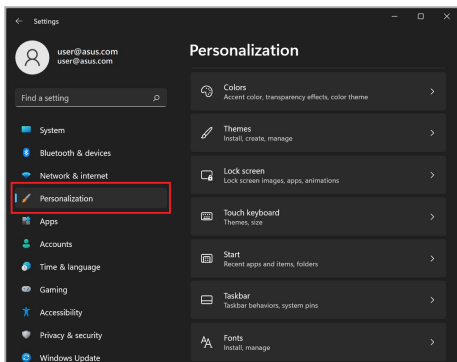 Settings
user@asus.com
user@asus.com
Find a setting
System
Bluetooth & devices
Network & internet
Personalization
Apps
Accounts
Time & language
Gaming
Accessibility
Privacy & security
Windows Update
Personalization
Colors
Accent color, transparency effects, color theme
Themes
Install, create, manage
Lock screen
Lock screen images, apps, animations
Touch keyboard
Themes, size
Start
Recent apps and items, folders
Taskbar
Taskbar behaviors, system pins
Fonts
Install, manage